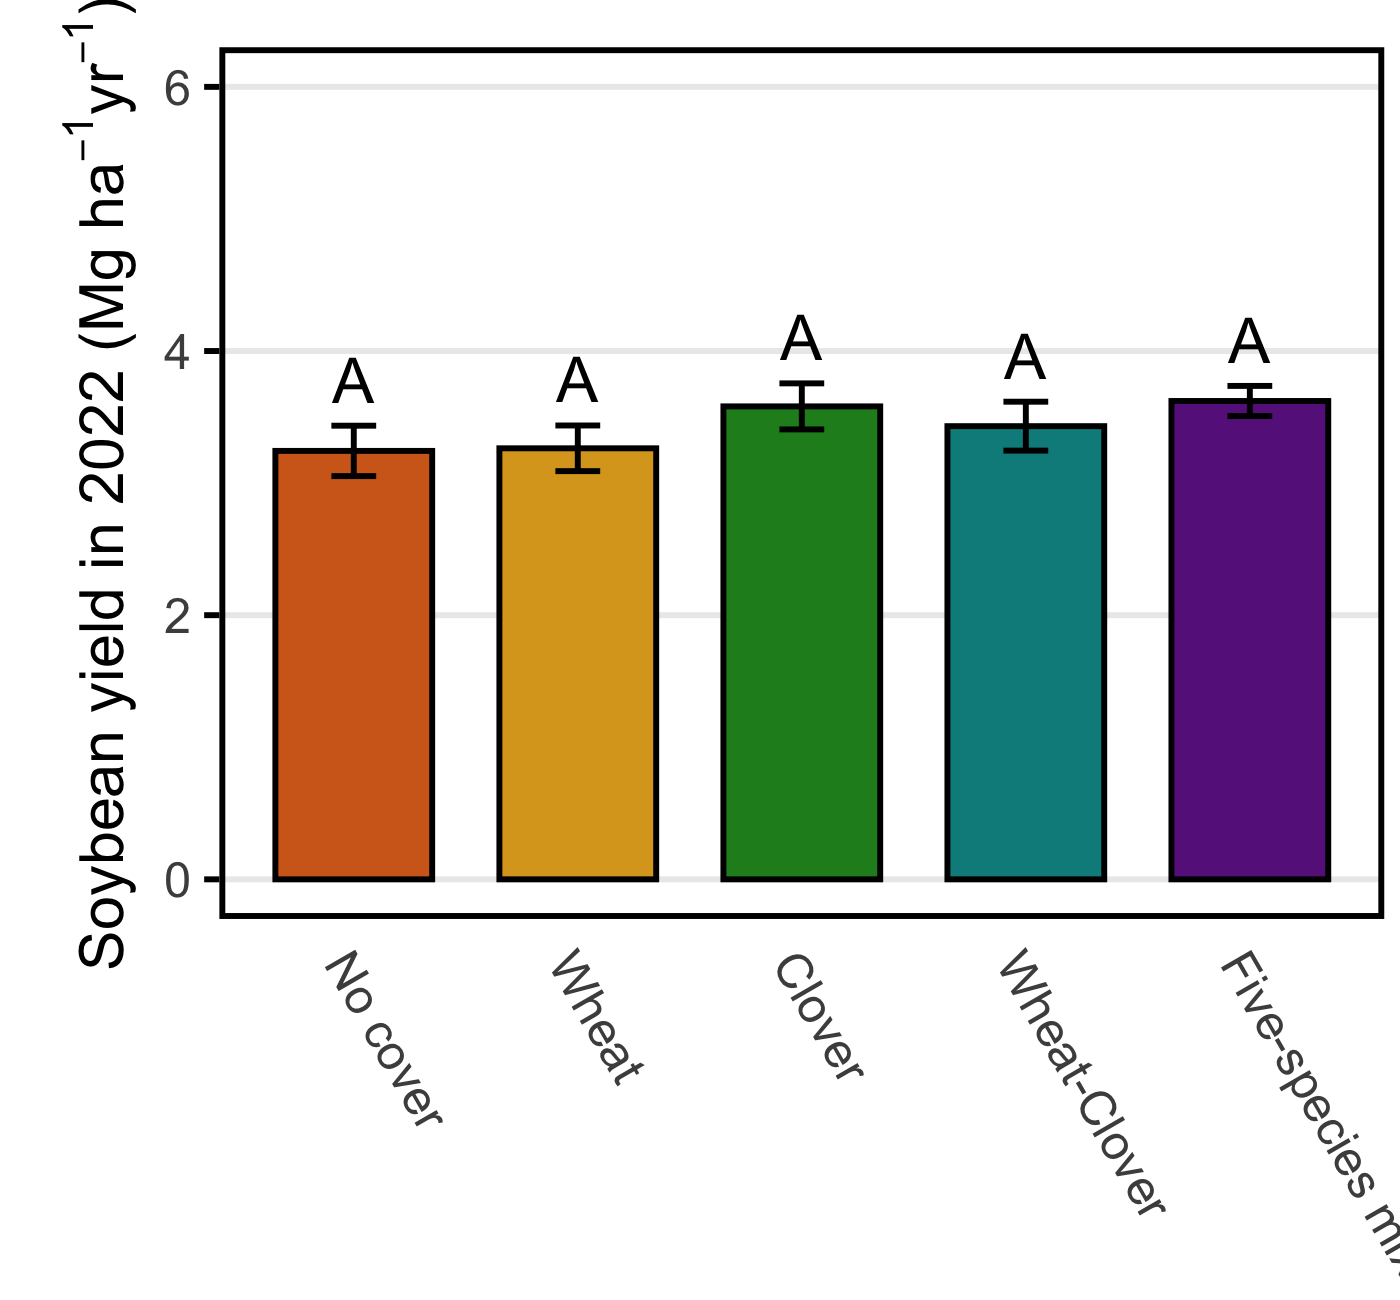 Soybean yield in 2022 (Mg ha⁻¹yr⁻¹)
6
4
2
0
A
A
A
A
A
No cover
Wheat
Clover
Wheat-Clover
Five-species mix